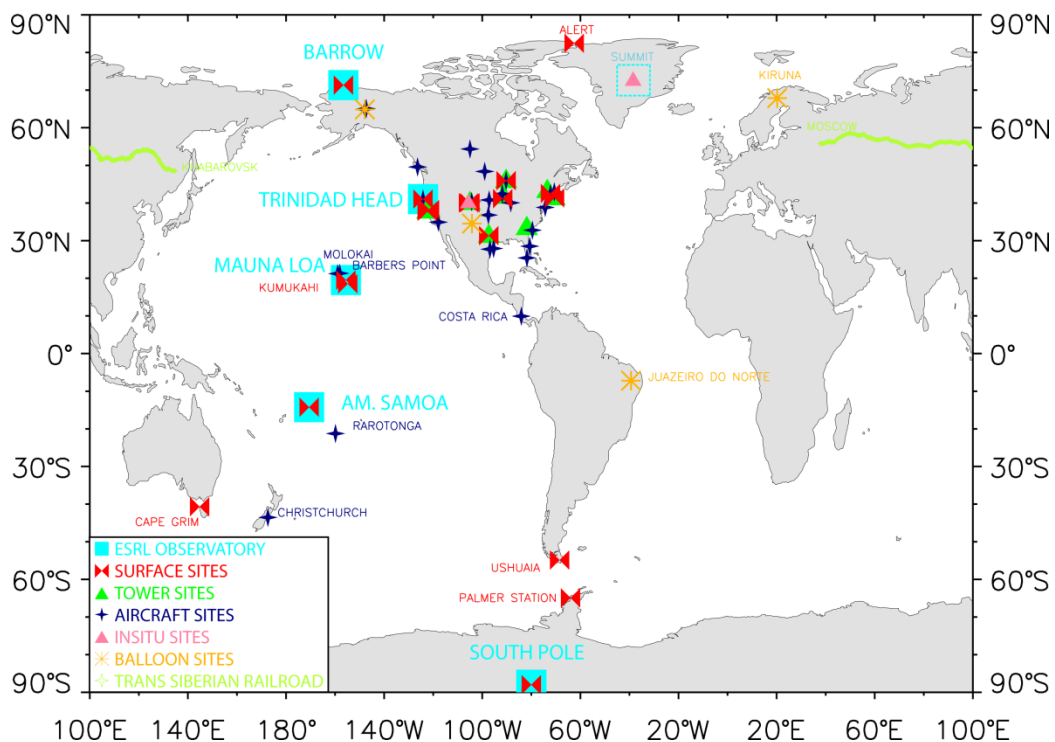 90°N
90°N
ALERT
BARROW
SUMMIT
KIRUNA
60°N
MOSCOW
60°N
KHABAROVSK
TRINIDAD HEAD
30°N
30°N
MOLOKAI
MAUNA LOA
BARBERS POINT
KUMUKAHI
COSTA RICA
0°
0°
JUAZEIRO DO NORTE
AM. SAMOA
RAROTONGA
30°S
30°S
CHRISTCHURCH
CAPE GRIM
ESRL OBSERVATORY
SURFACE SITES
USHUAIA
60°S
TOWER SITES
PALMER STATION
60°S
AIRCRAFT SITES
INSITU SITES
BALLOON SITES
SOUTH POLE
TRANS SIBERIAN RAILROAD
90°S
90°S
100°E 140°E 180°W 140°W 100°W 60°W 20°W 20°E 60°E 100°E